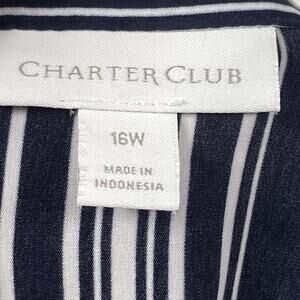 CHARTER CLUB
16W
MADE IN
INDONESIA